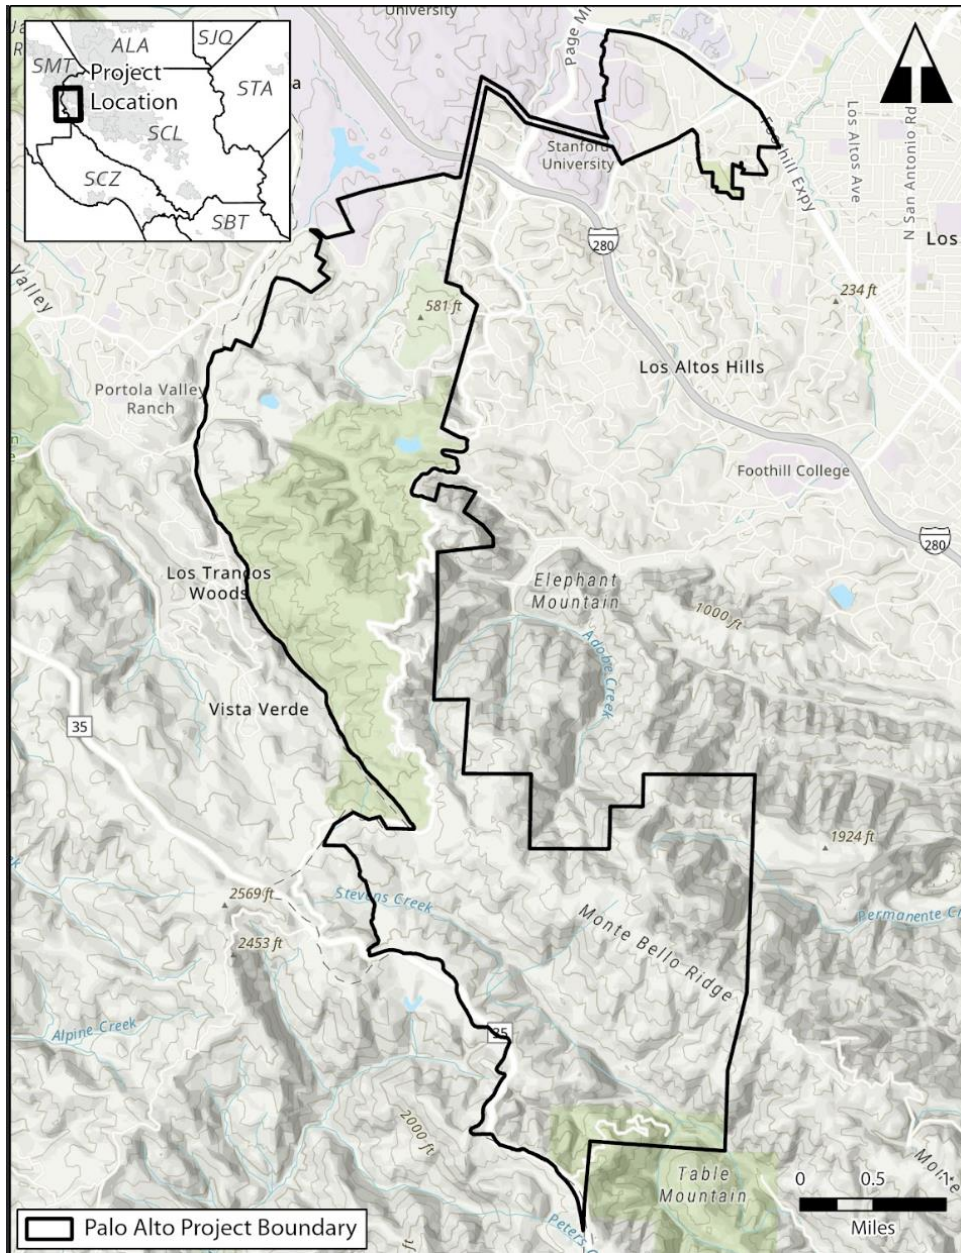 University
Page Mi
ALA
SJQ
SMT
Project
Location
STA
SCL
SCZ
SBT
a
Stanford
University
Foothill Expy
Los Altos Ave
N San Antonio Rd
Los
280
Valley
581 ft
234 ft
Los Altos Hills
Portola Valley
Ranch
Foothill College
280
Los Trancos
Woods
Elephant
Mountain
1000 ft
Adobe Creek
Vista Verde
35
1924 ft
2569 ft
Stevens Creek
Permanente C
2453 ft
Monte Bello Ridge
Alpine Creek
35
2000 ft
Table
Mountain
Monte
0 0.5 1
Miles
Palo Alto Project Boundary
Peters C
ft